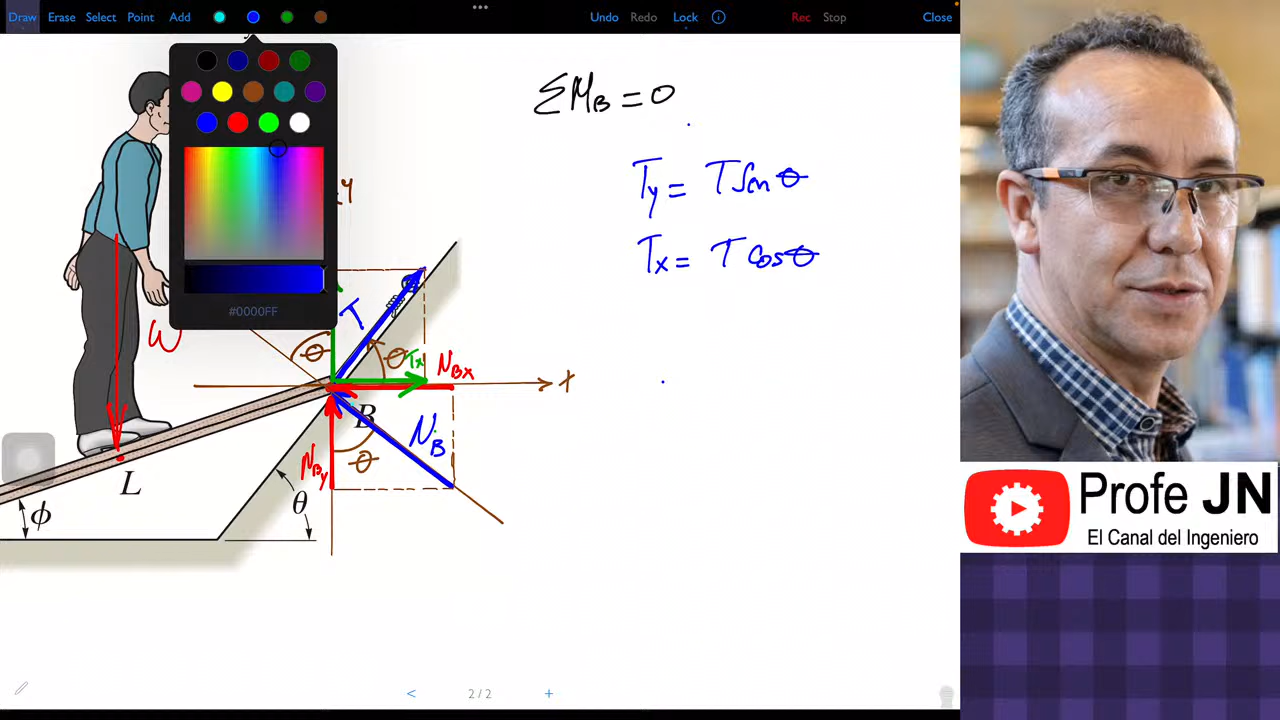 Draw Erase Select Point Add Undo Redo Lock Rec Stop Close
ΣM_B = 0
T_y = T Sen θ
T_x = T Cos θ
#0000FF
Y
W
T
θ
θ
T_x
N_Bx
x
B
N_B
N_By
θ
L
ϕ
θ
Profe JN
El Canal del Ingeniero
< 2/2 +